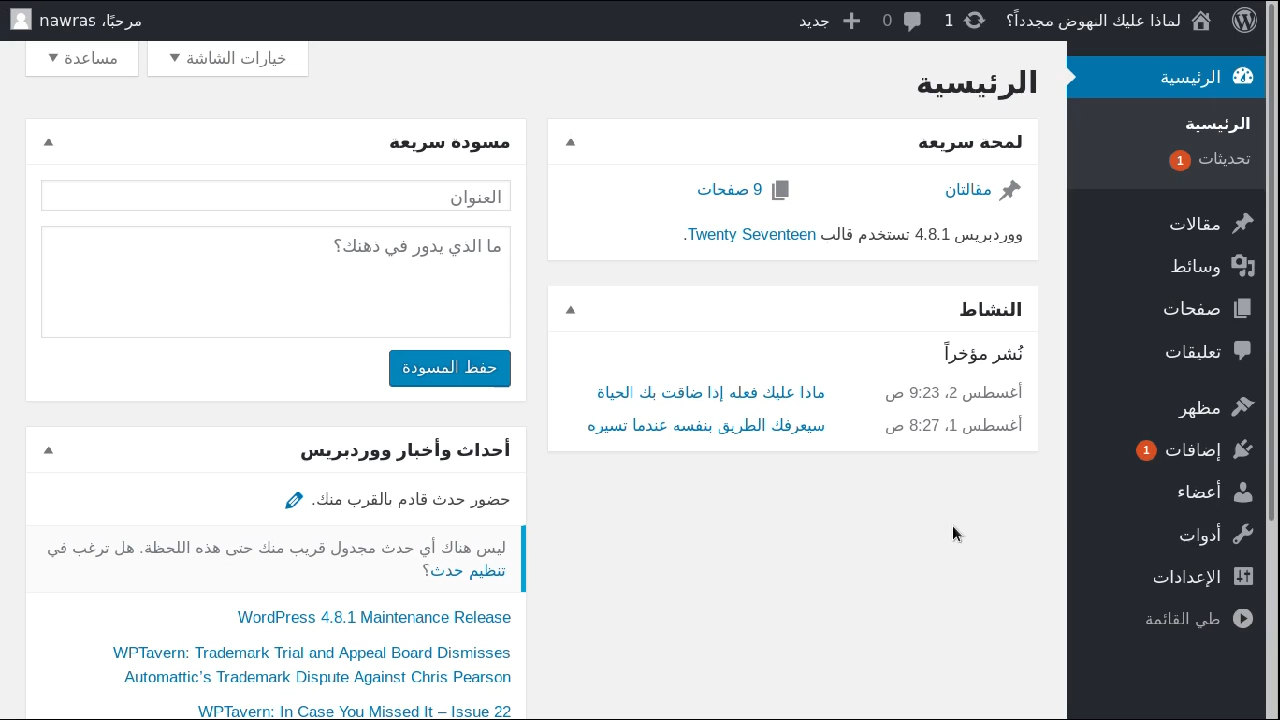 لماذا عليك النهوض مجدداً؟
1
0
جديد
مرحبًا، nawras
الرئيسية
الرئيسية
تحديثات 1
مقالات
وسائط
صفحات
تعليقات
مظهر
إضافات 1
أعضاء
أدوات
الإعدادات
طي القائمة
خيارات الشاشة
مساعدة
الرئيسية
لمحة سريعة
مقالتان
9 صفحات
ووردبريس 4.8.1 تستخدم قالب Twenty Seventeen.
النشاط
نُشر مؤخراً
أغسطس 2، 9:23 ص ماذا عليك فعله إذا ضاقت بك الحياة
أغسطس 1، 8:27 ص سيعرفك الطريق بنفسه عندما تسيره
مسودة سريعة
العنوان
ما الذي يدور في ذهنك؟
حفظ المسودة
أحداث وأخبار ووردبريس
حضور حدث قادم بالقرب منك.
ليس هناك أي حدث مجدول قريب منك حتى هذه اللحظة. هل ترغب في
تنظيم حدث؟
WordPress 4.8.1 Maintenance Release
WPTavern: Trademark Trial and Appeal Board Dismisses
Automattic’s Trademark Dispute Against Chris Pearson
WPTavern: In Case You Missed It – Issue 22